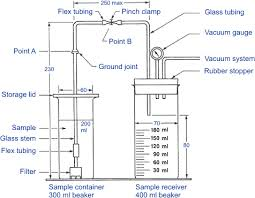 250 max
Flex tubing
Pinch clamp
Glass tubing
Point B
Vacuum gauge
Point A
Ground joint
Vacuum system
Rubber stopper
230
Storage lid
60
Sample
200
ml
Glass stem
Flex tubing
Filter
70
180 ml
150 ml
120 ml
90 ml
60 ml
30 ml
80
Sample container
300 ml beaker
Sample receiver
400 ml beaker